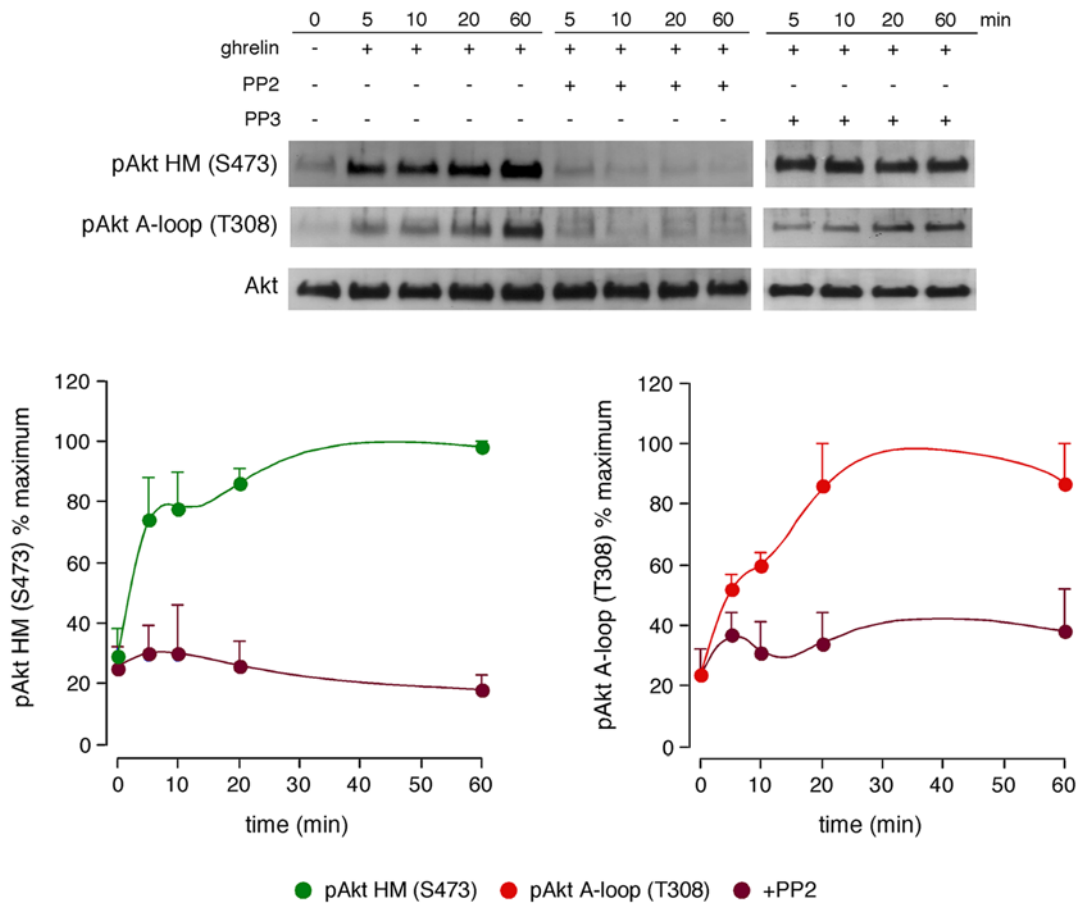 0 5 10 20 60 5 10 20 60 5 10 20 60 min
ghrelin - + + + + + + + + + + + +
PP2 - - - - - + + + + - - - -
PP3 - - - - - - - - - + + + +
pAkt HM (S473)
pAkt A-loop (T308)
Akt
pAkt HM (S473) % maximum
120
100
80
60
40
20
0
0 10 20 30 40 50 60
time (min)
pAkt A-loop (T308) % maximum
120
100
80
60
40
20
0
0 10 20 30 40 50 60
time (min)
pAkt HM (S473) pAkt A-loop (T308) +PP2